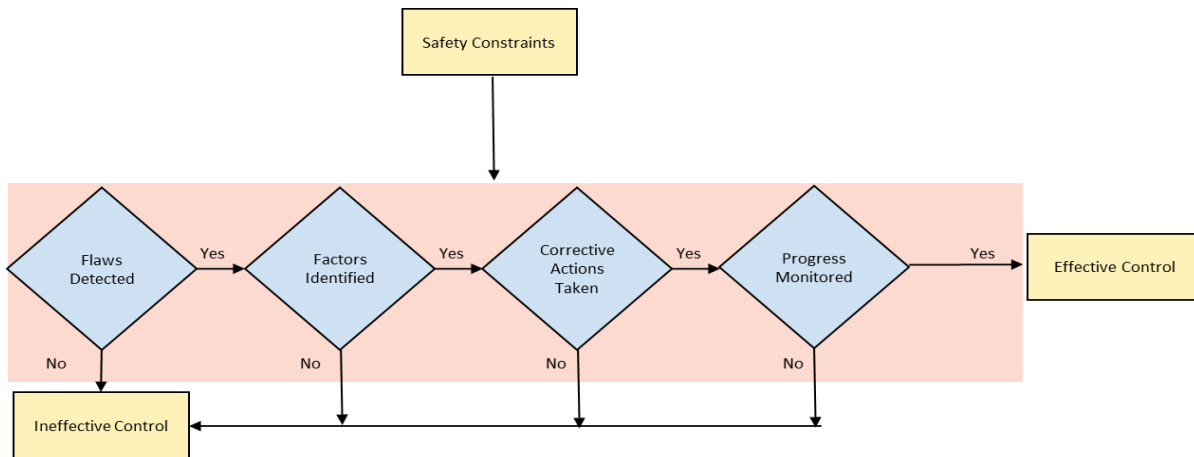 Safety Constraints
Flaws
Detected
Yes
Factors
Identified
Yes
Corrective
Actions
Taken
Yes
Progress
Monitored
Yes
Effective Control
No
No
No
No
Ineffective Control